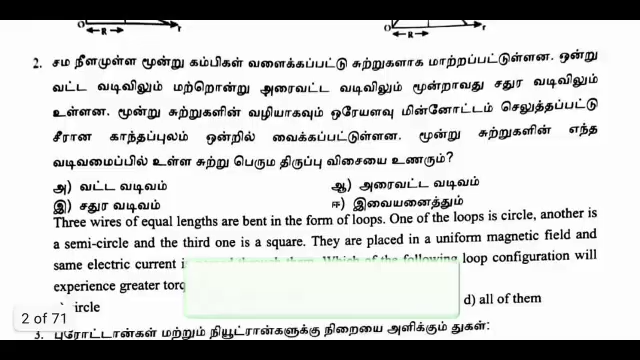 O R r
O R r
2. சம நீளமுள்ள மூன்று கம்பிகள் வளைக்கப்பட்டு சுற்றுகளாக மாற்றப்பட்டுள்ளன. ஒன்று
வட்ட வடிவிலும் மற்றொன்று அரைவட்ட வடிவிலும் மூன்றாவது சதுர வடிவிலும்
உள்ளன. மூன்று சுற்றுகளின் வழியாகவும் ஒரேயளவு மின்னோட்டம் செலுத்தப்பட்டு
சீரான காந்தப்புலம் ஒன்றில் வைக்கப்பட்டுள்ளன. மூன்று சுற்றுகளின் எந்த
வடிவமைப்பில் உள்ள சுற்று பெரும திருப்பு விசையை உணரும்?
அ) வட்ட வடிவம் ஆ) அரைவட்ட வடிவம்
இ) சதுர வடிவம் ஈ) இவையனைத்தும்
Three wires of equal lengths are bent in the form of loops. One of the loops is circle, another is
a semi-circle and the third one is a square. They are placed in a uniform magnetic field and
same electric current loop configuration will
experience greater
d) all of them
2 of 71
3. புரோட்டான்கள் மற்றும் நியூட்ரான்களுக்கு நிறையை அளிக்கும் துகள்: